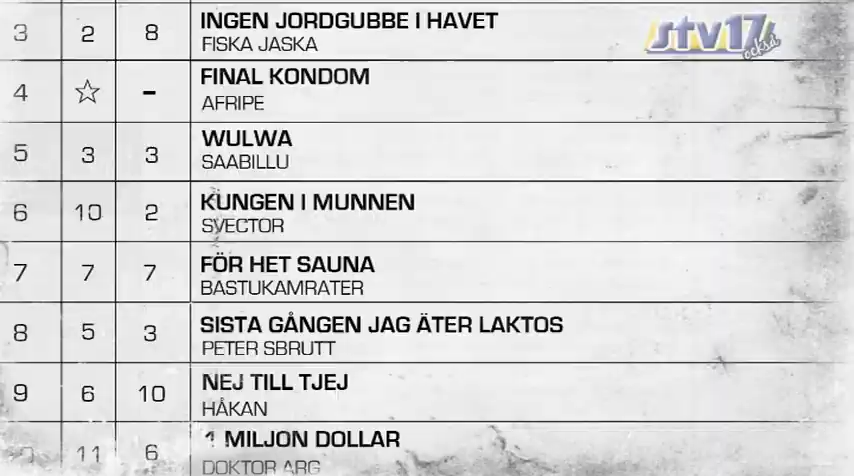 stv17
också
3 2 8 INGEN JORDGUBBE I HAVET
FISKA JASKA
4 ☆ - FINAL KONDOM
AFRIPE
5 3 3 WULWA
SAABILLU
6 10 2 KUNGEN I MUNNEN
SVECTOR
7 7 7 FÖR HET SAUNA
BASTUKAMRATER
8 5 3 SISTA GÅNGEN JAG ÄTER LAKTOS
PETER SBRUTT
9 6 10 NEJ TILL TJEJ
HÅKAN
11 6 1 MILJON DOLLAR
DOKTOR ARG